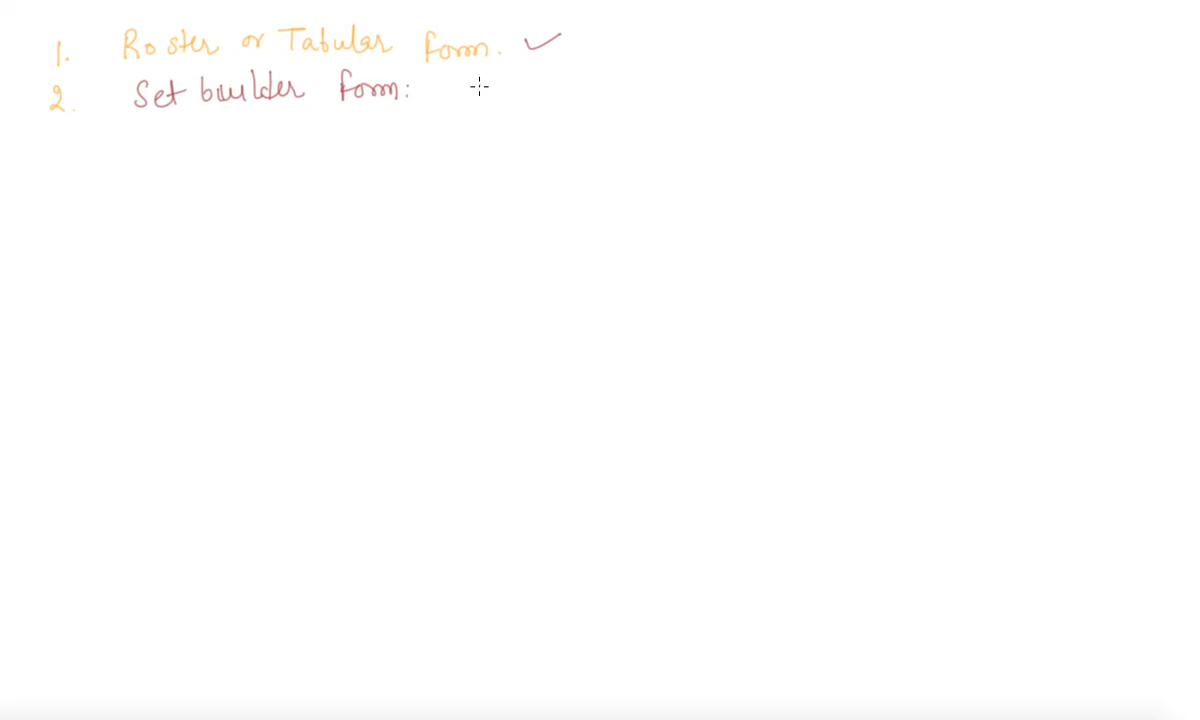 1. Roster or Tabular form. ✓
2. Set builder form: